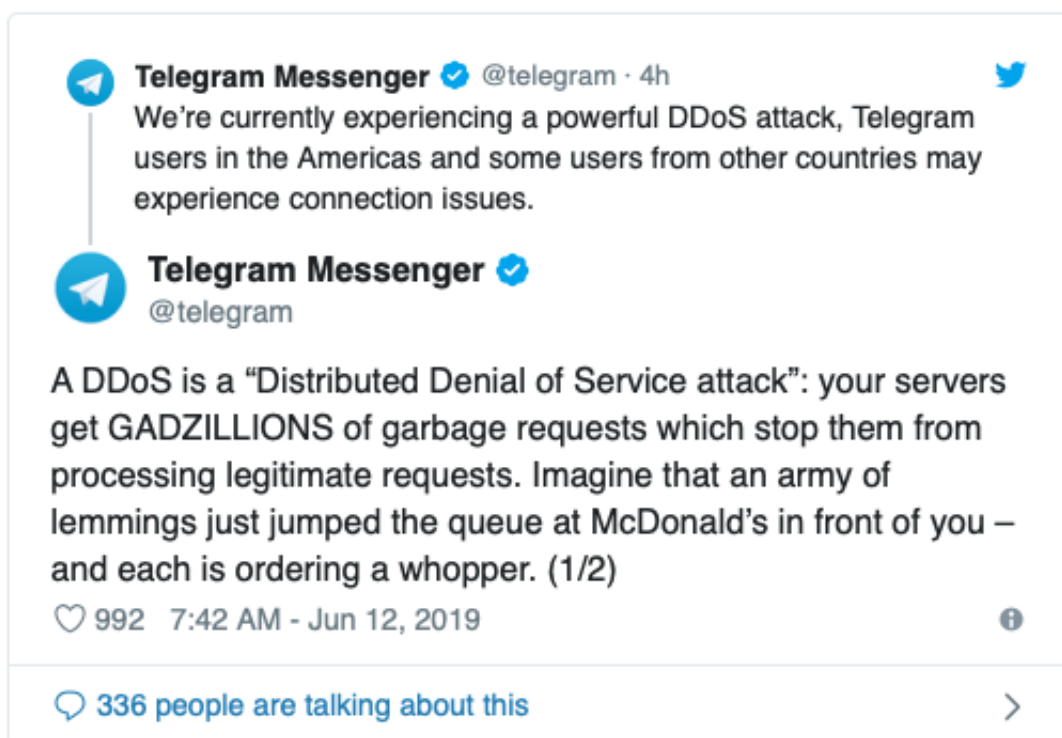 Telegram Messenger @telegram · 4h
We’re currently experiencing a powerful DDoS attack, Telegram
users in the Americas and some users from other countries may
experience connection issues.
Telegram Messenger
@telegram
A DDoS is a “Distributed Denial of Service attack”: your servers
get GADZILLIONS of garbage requests which stop them from
processing legitimate requests. Imagine that an army of
lemmings just jumped the queue at McDonald’s in front of you –
and each is ordering a whopper. (1/2)
992 7:42 AM - Jun 12, 2019
336 people are talking about this